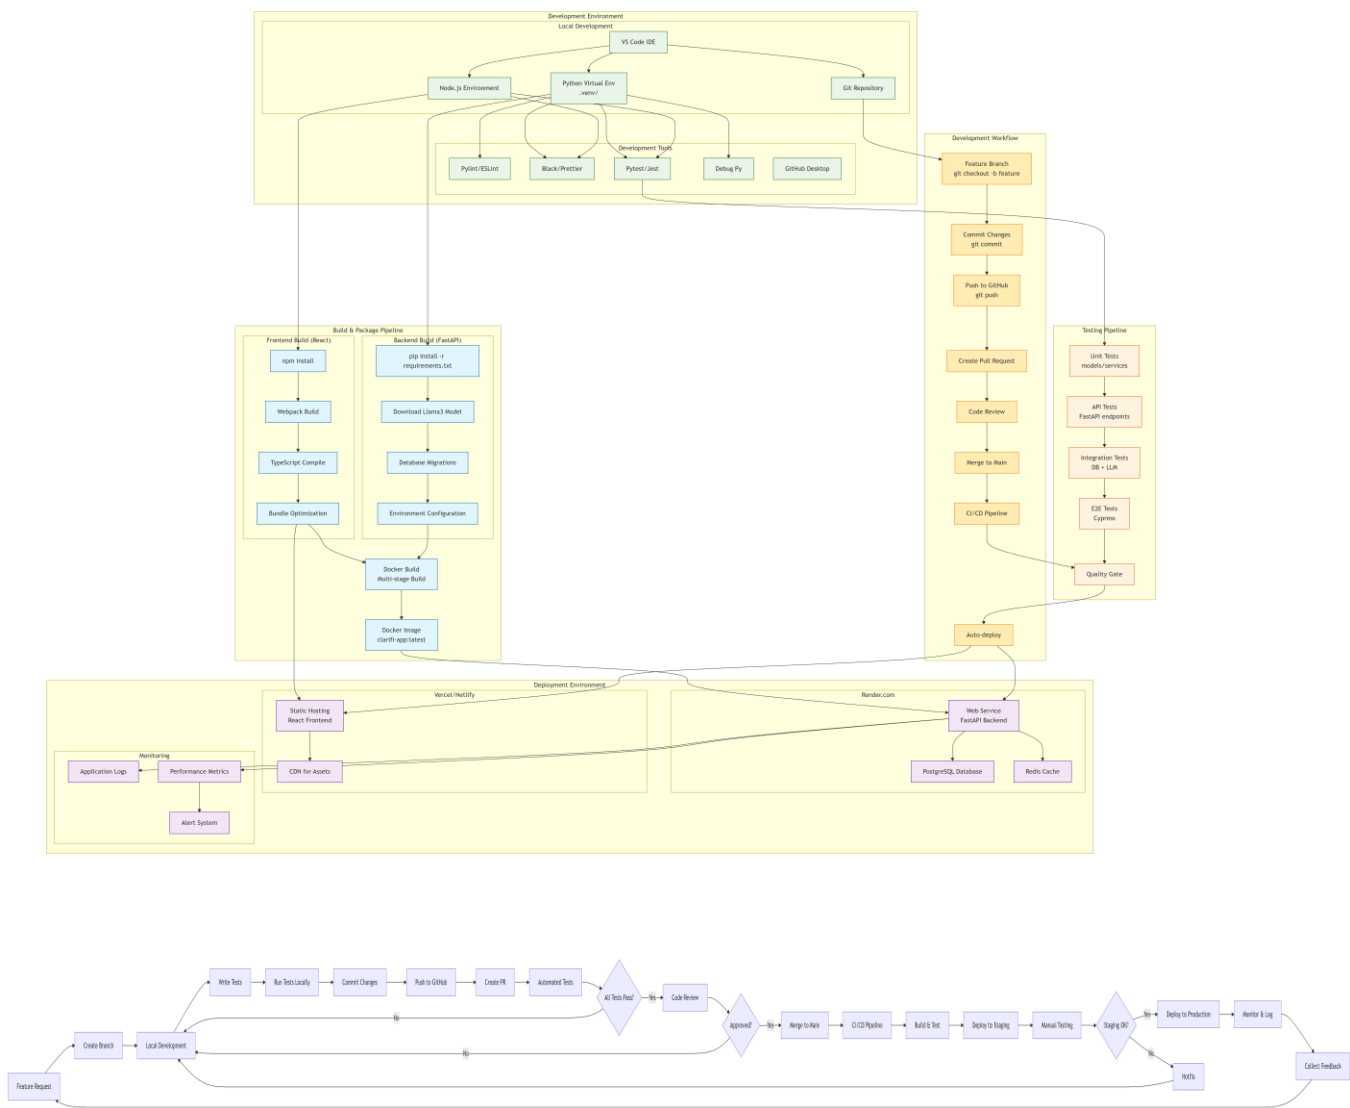 Development Environment
Local Development
VS Code IDE
Node.js Environment
Python Virtual Env
.venv/
Git Repository
Development Tools
Pylint/ESLint
Black/Prettier
Pytest/Jest
Debug Py
GitHub Desktop
Development Workflow
Feature Branch
git checkout -b feature
Commit Changes
git commit
Push to GitHub
git push
Create Pull Request
Code Review
Merge to Main
CI/CD Pipeline
Auto-deploy
Testing Pipeline
Unit Tests
models/services
API Tests
FastAPI endpoints
Integration Tests
DB + LLM
E2E Tests
Cypress
Quality Gate
Build & Package Pipeline
Frontend Build (React)
npm install
Webpack Build
TypeScript Compile
Bundle Optimization
Backend Build (FastAPI)
pip install -r
requirements.txt
Download Llama3 Model
Database Migrations
Environment Configuration
Docker Build
Multi-stage Build
Docker Image
clarifi-app:latest
Deployment Environment
Vercel/Netlify
Static Hosting
React Frontend
CDN for Assets
Render.com
Web Service
FastAPI Backend
PostgreSQL Database
Redis Cache
Monitoring
Application Logs
Performance Metrics
Alert System
Feature Request
Create Branch
Local Development
Write Tests
Run Tests Locally
Commit Changes
Push to GitHub
Create PR
Automated Tests
All Tests Pass?
Yes
No
Code Review
Approved?
Yes
No
Merge to Main
CI/CD Pipeline
Build & Test
Deploy to Staging
Manual Testing
Staging OK?
Yes
No
Deploy to Production
Monitor & Log
Hotfix
Collect Feedback